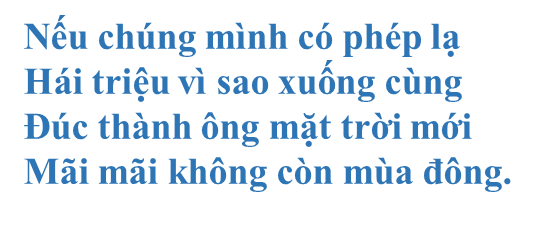 Nếu chúng mình có phép lạ
Hái triệu vì sao xuống cùng
Đúc thành ông mặt trời mới
Mãi mãi không còn mùa đông.